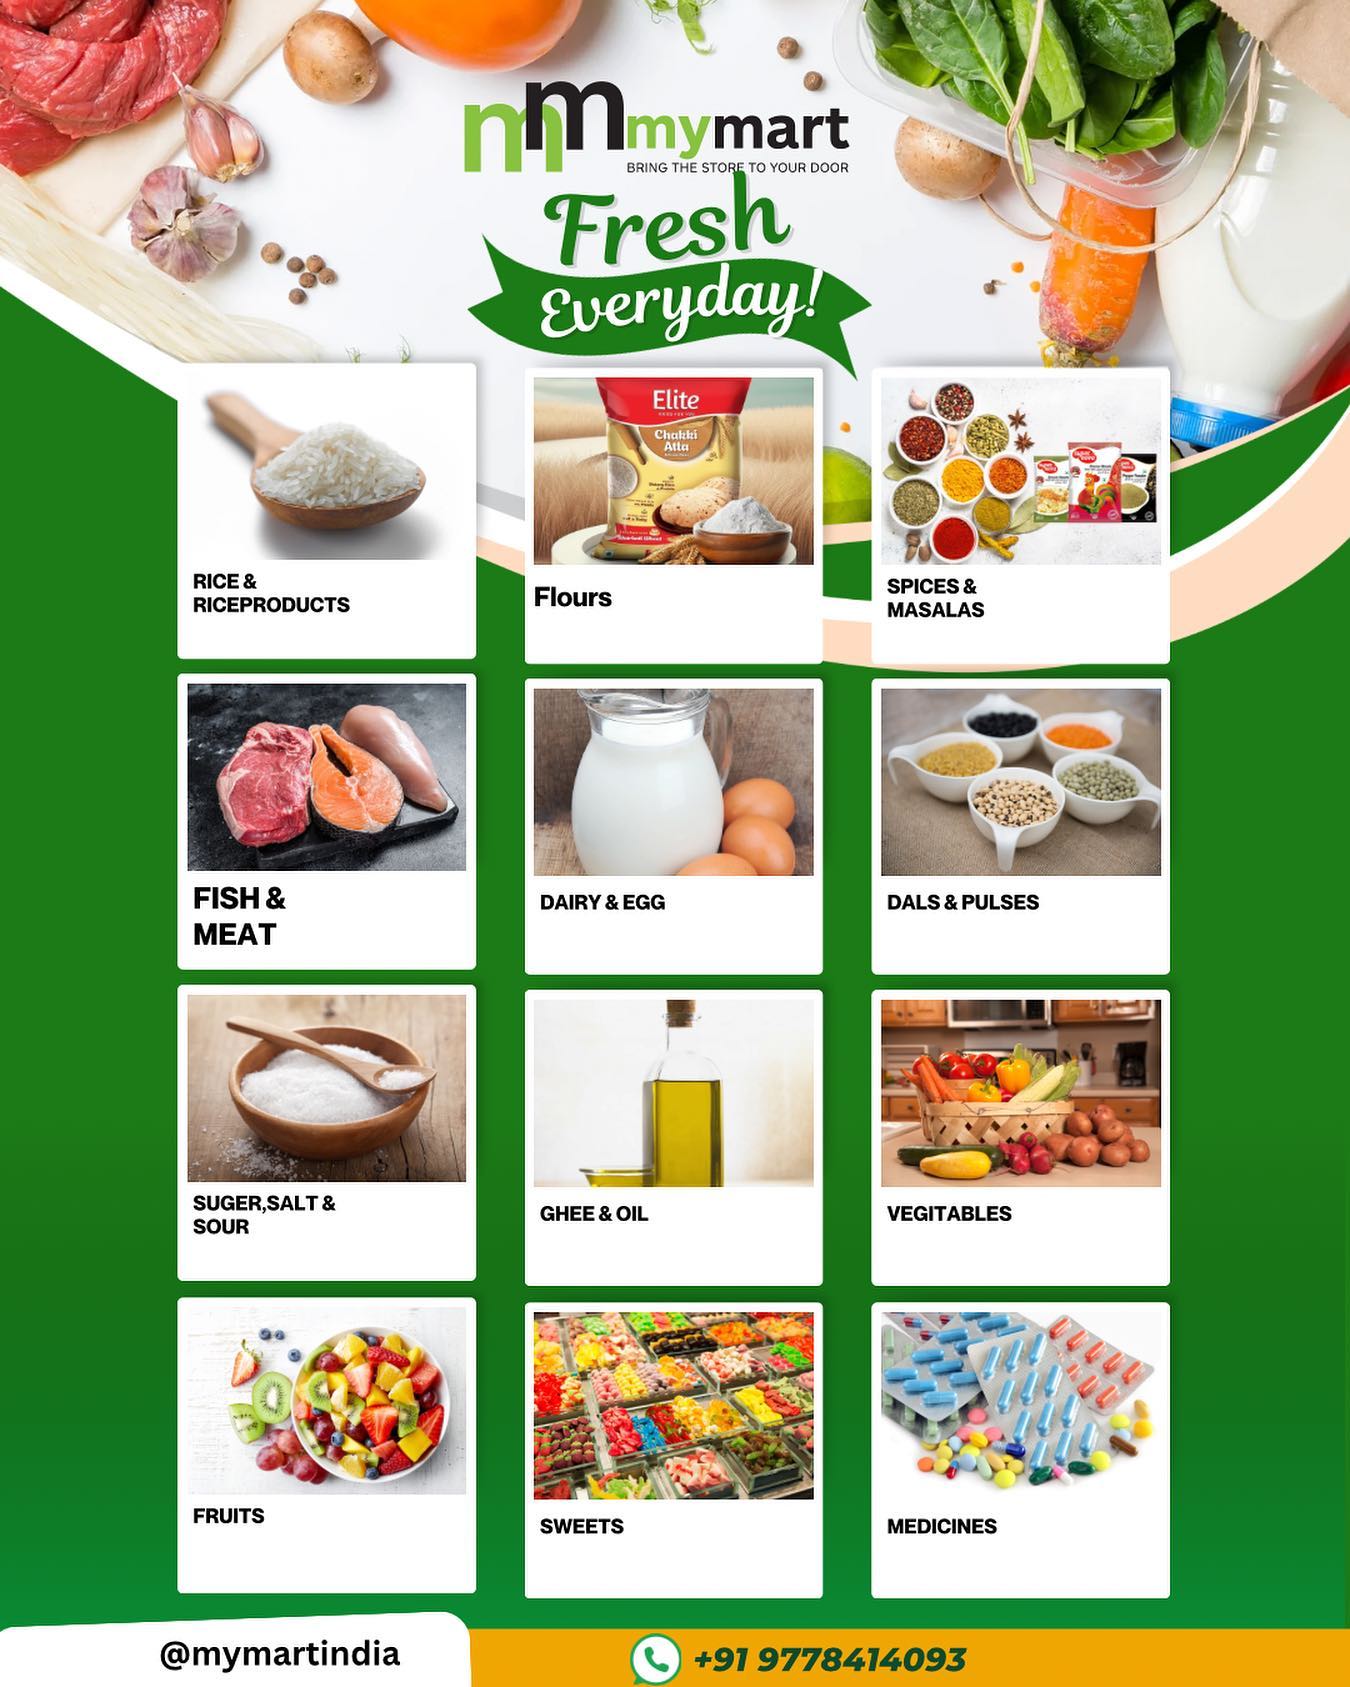 mm mymart
BRING THE STORE TO YOUR DOOR
Fresh
Everyday!
Elite
Chakki
Atta
RICE &
RICEPRODUCTS
Flours
SPICES &
MASALAS
FISH &
MEAT
DAIRY & EGG
DALS & PULSES
SUGER,SALT &
SOUR
GHEE & OIL
VEGITABLES
FRUITS
SWEETS
MEDICINES
@mymartindia
+91 9778414093